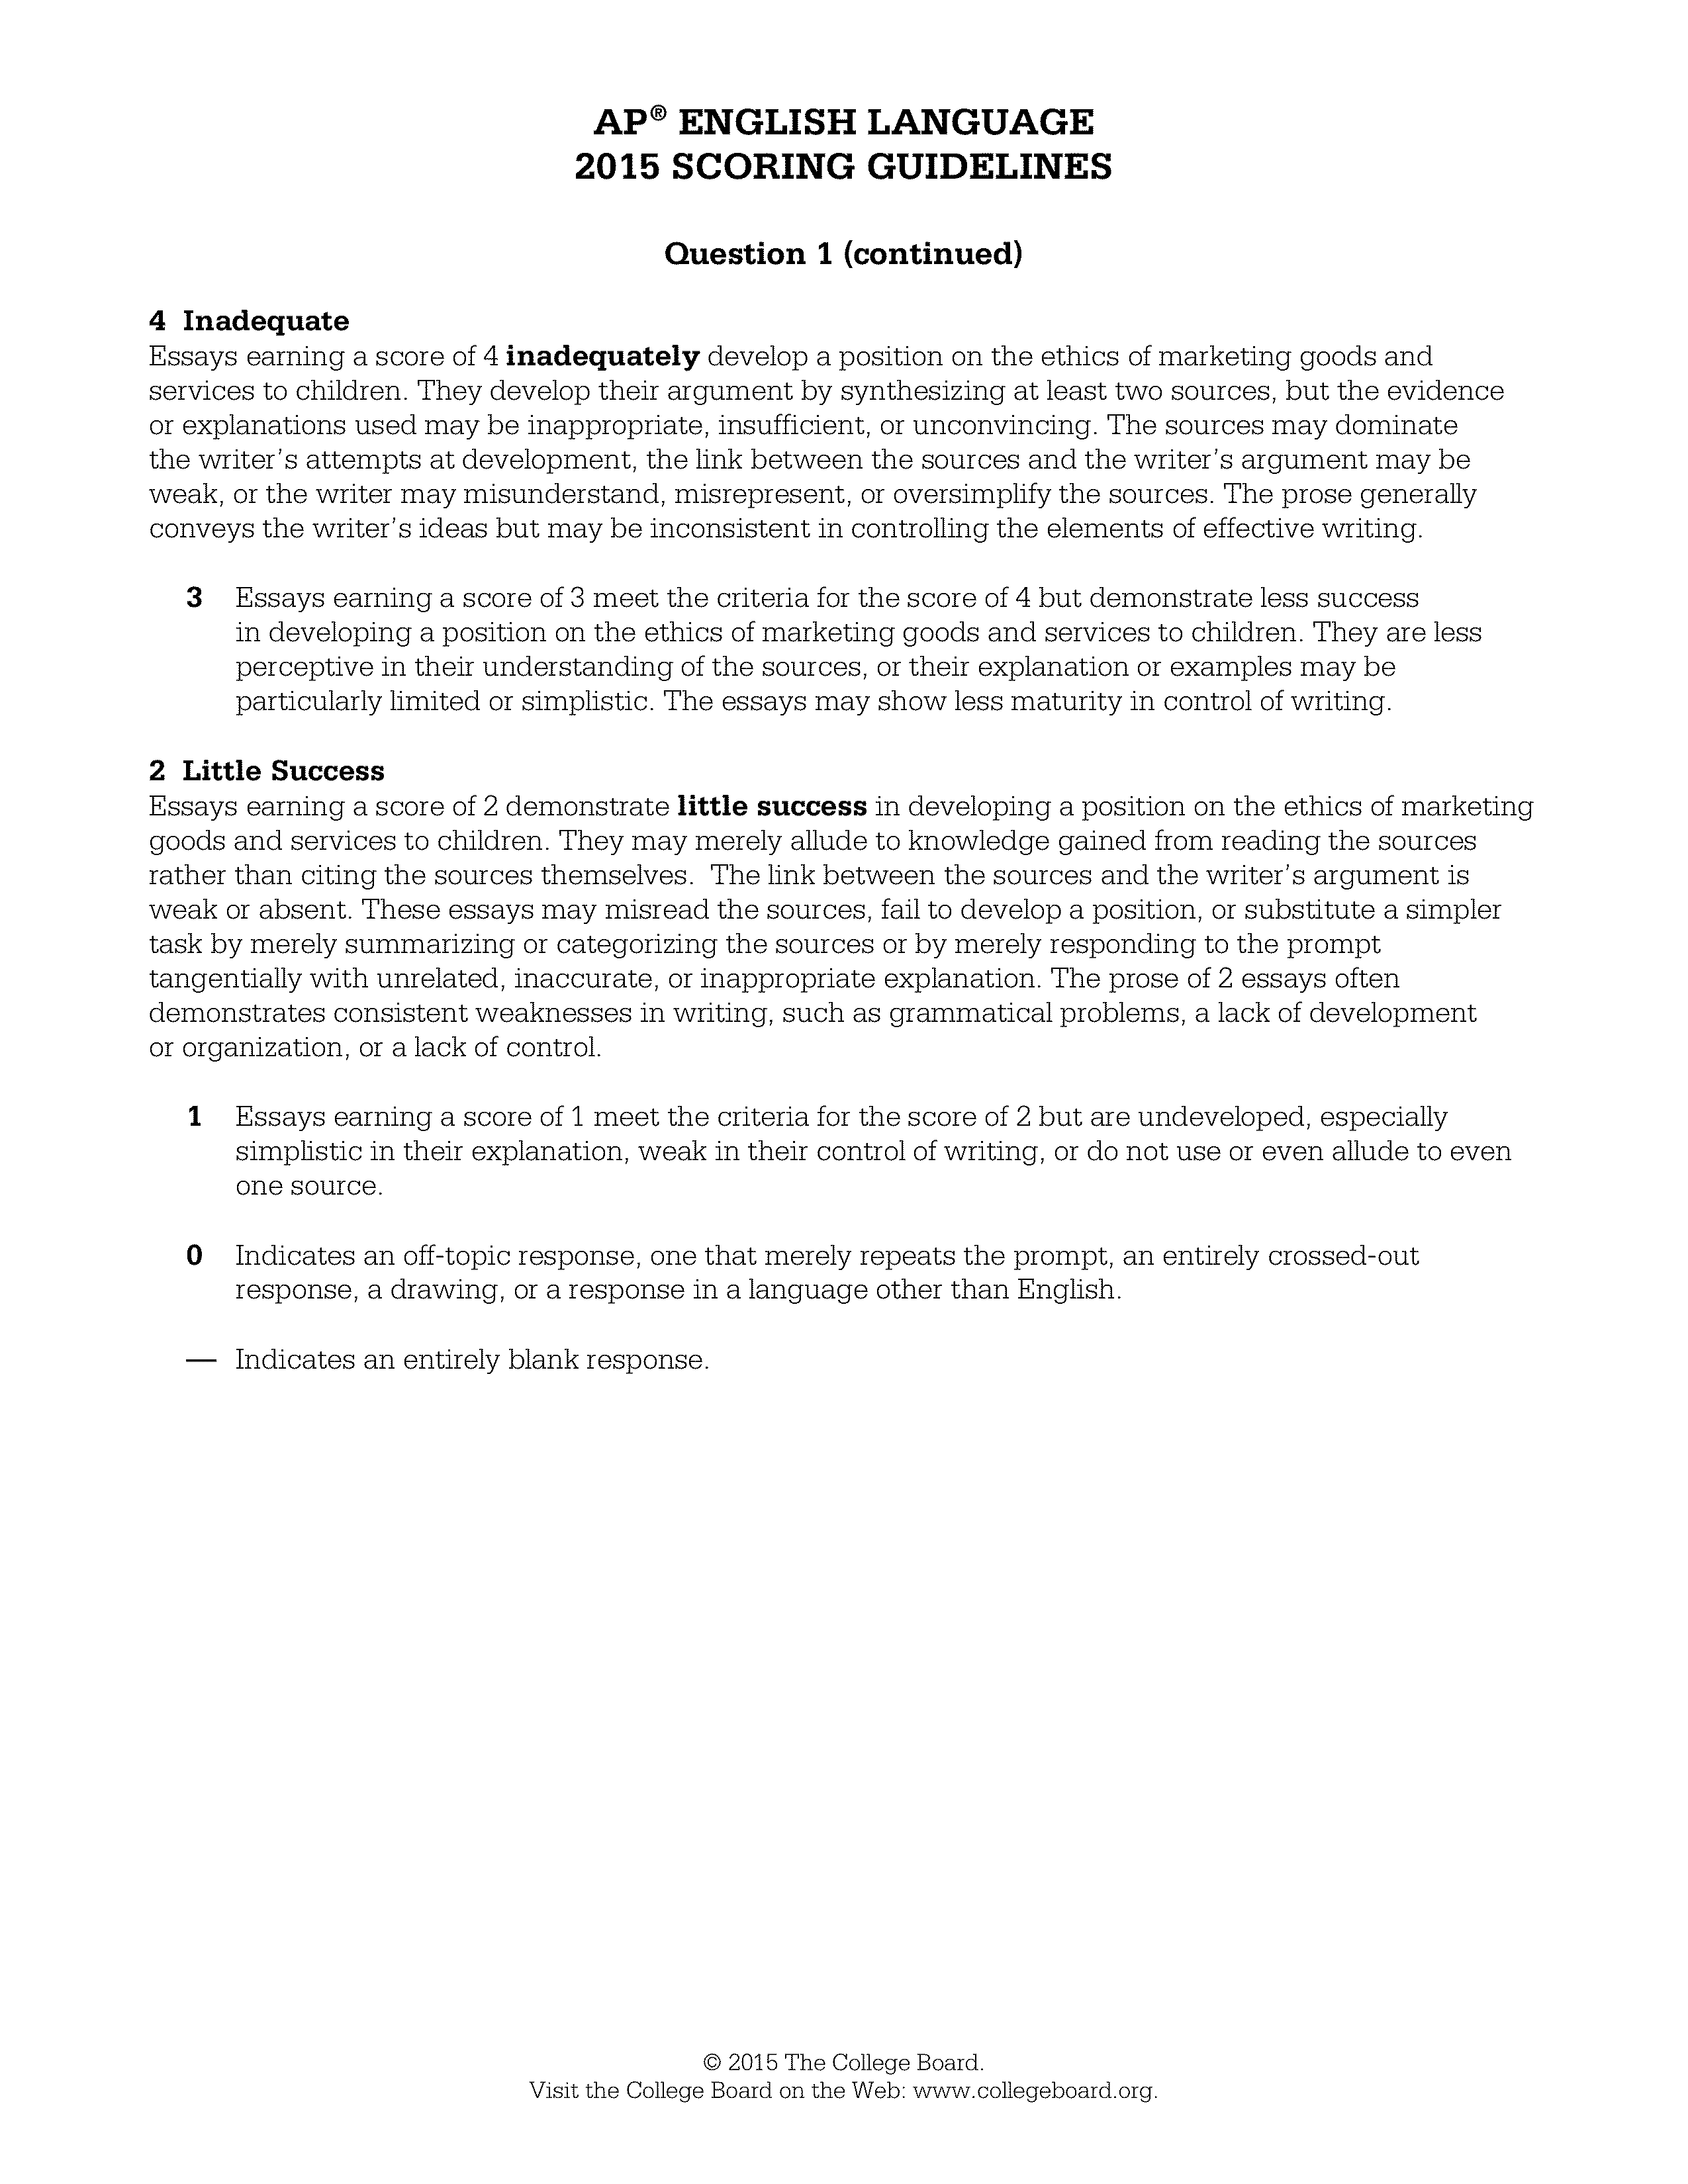 AP® ENGLISH LANGUAGE
2015 SCORING GUIDELINES
Question 1 (continued)
4 Inadequate
Essays earning a score of 4 inadequately develop a position on the ethics of marketing goods and
services to children. They develop their argument by synthesizing at least two sources, but the evidence
or explanations used may be inappropriate, insufficient, or unconvincing. The sources may dominate
the writer’s attempts at development, the link between the sources and the writer’s argument may be
weak, or the writer may misunderstand, misrepresent, or oversimplify the sources. The prose generally
conveys the writer’s ideas but may be inconsistent in controlling the elements of effective writing.
3 Essays earning a score of 3 meet the criteria for the score of 4 but demonstrate less success
in developing a position on the ethics of marketing goods and services to children. They are less
perceptive in their understanding of the sources, or their explanation or examples may be
particularly limited or simplistic. The essays may show less maturity in control of writing.
2 Little Success
Essays earning a score of 2 demonstrate little success in developing a position on the ethics of marketing
goods and services to children. They may merely allude to knowledge gained from reading the sources
rather than citing the sources themselves.  The link between the sources and the writer’s argument is
weak or absent. These essays may misread the sources, fail to develop a position, or substitute a simpler
task by merely summarizing or categorizing the sources or by merely responding to the prompt
tangentially with unrelated, inaccurate, or inappropriate explanation. The prose of 2 essays often
demonstrates consistent weaknesses in writing, such as grammatical problems, a lack of development
or organization, or a lack of control.
1 Essays earning a score of 1 meet the criteria for the score of 2 but are undeveloped, especially
simplistic in their explanation, weak in their control of writing, or do not use or even allude to even
one source.
0 Indicates an off-topic response, one that merely repeats the prompt, an entirely crossed-out
response, a drawing, or a response in a language other than English.
— Indicates an entirely blank response.
© 2015 The College Board.
Visit the College Board on the Web: www.collegeboard.org.